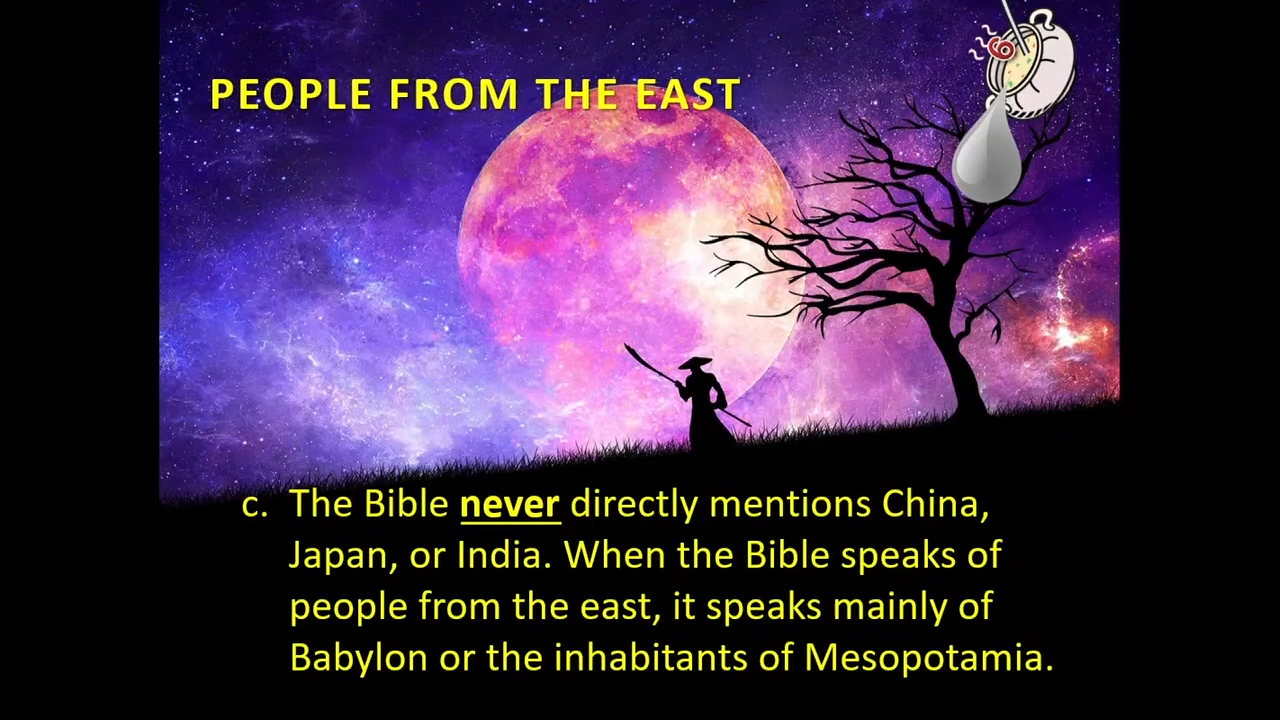 PEOPLE FROM THE EAST
6
c. The Bible never directly mentions China,
Japan, or India. When the Bible speaks of
people from the east, it speaks mainly of
Babylon or the inhabitants of Mesopotamia.